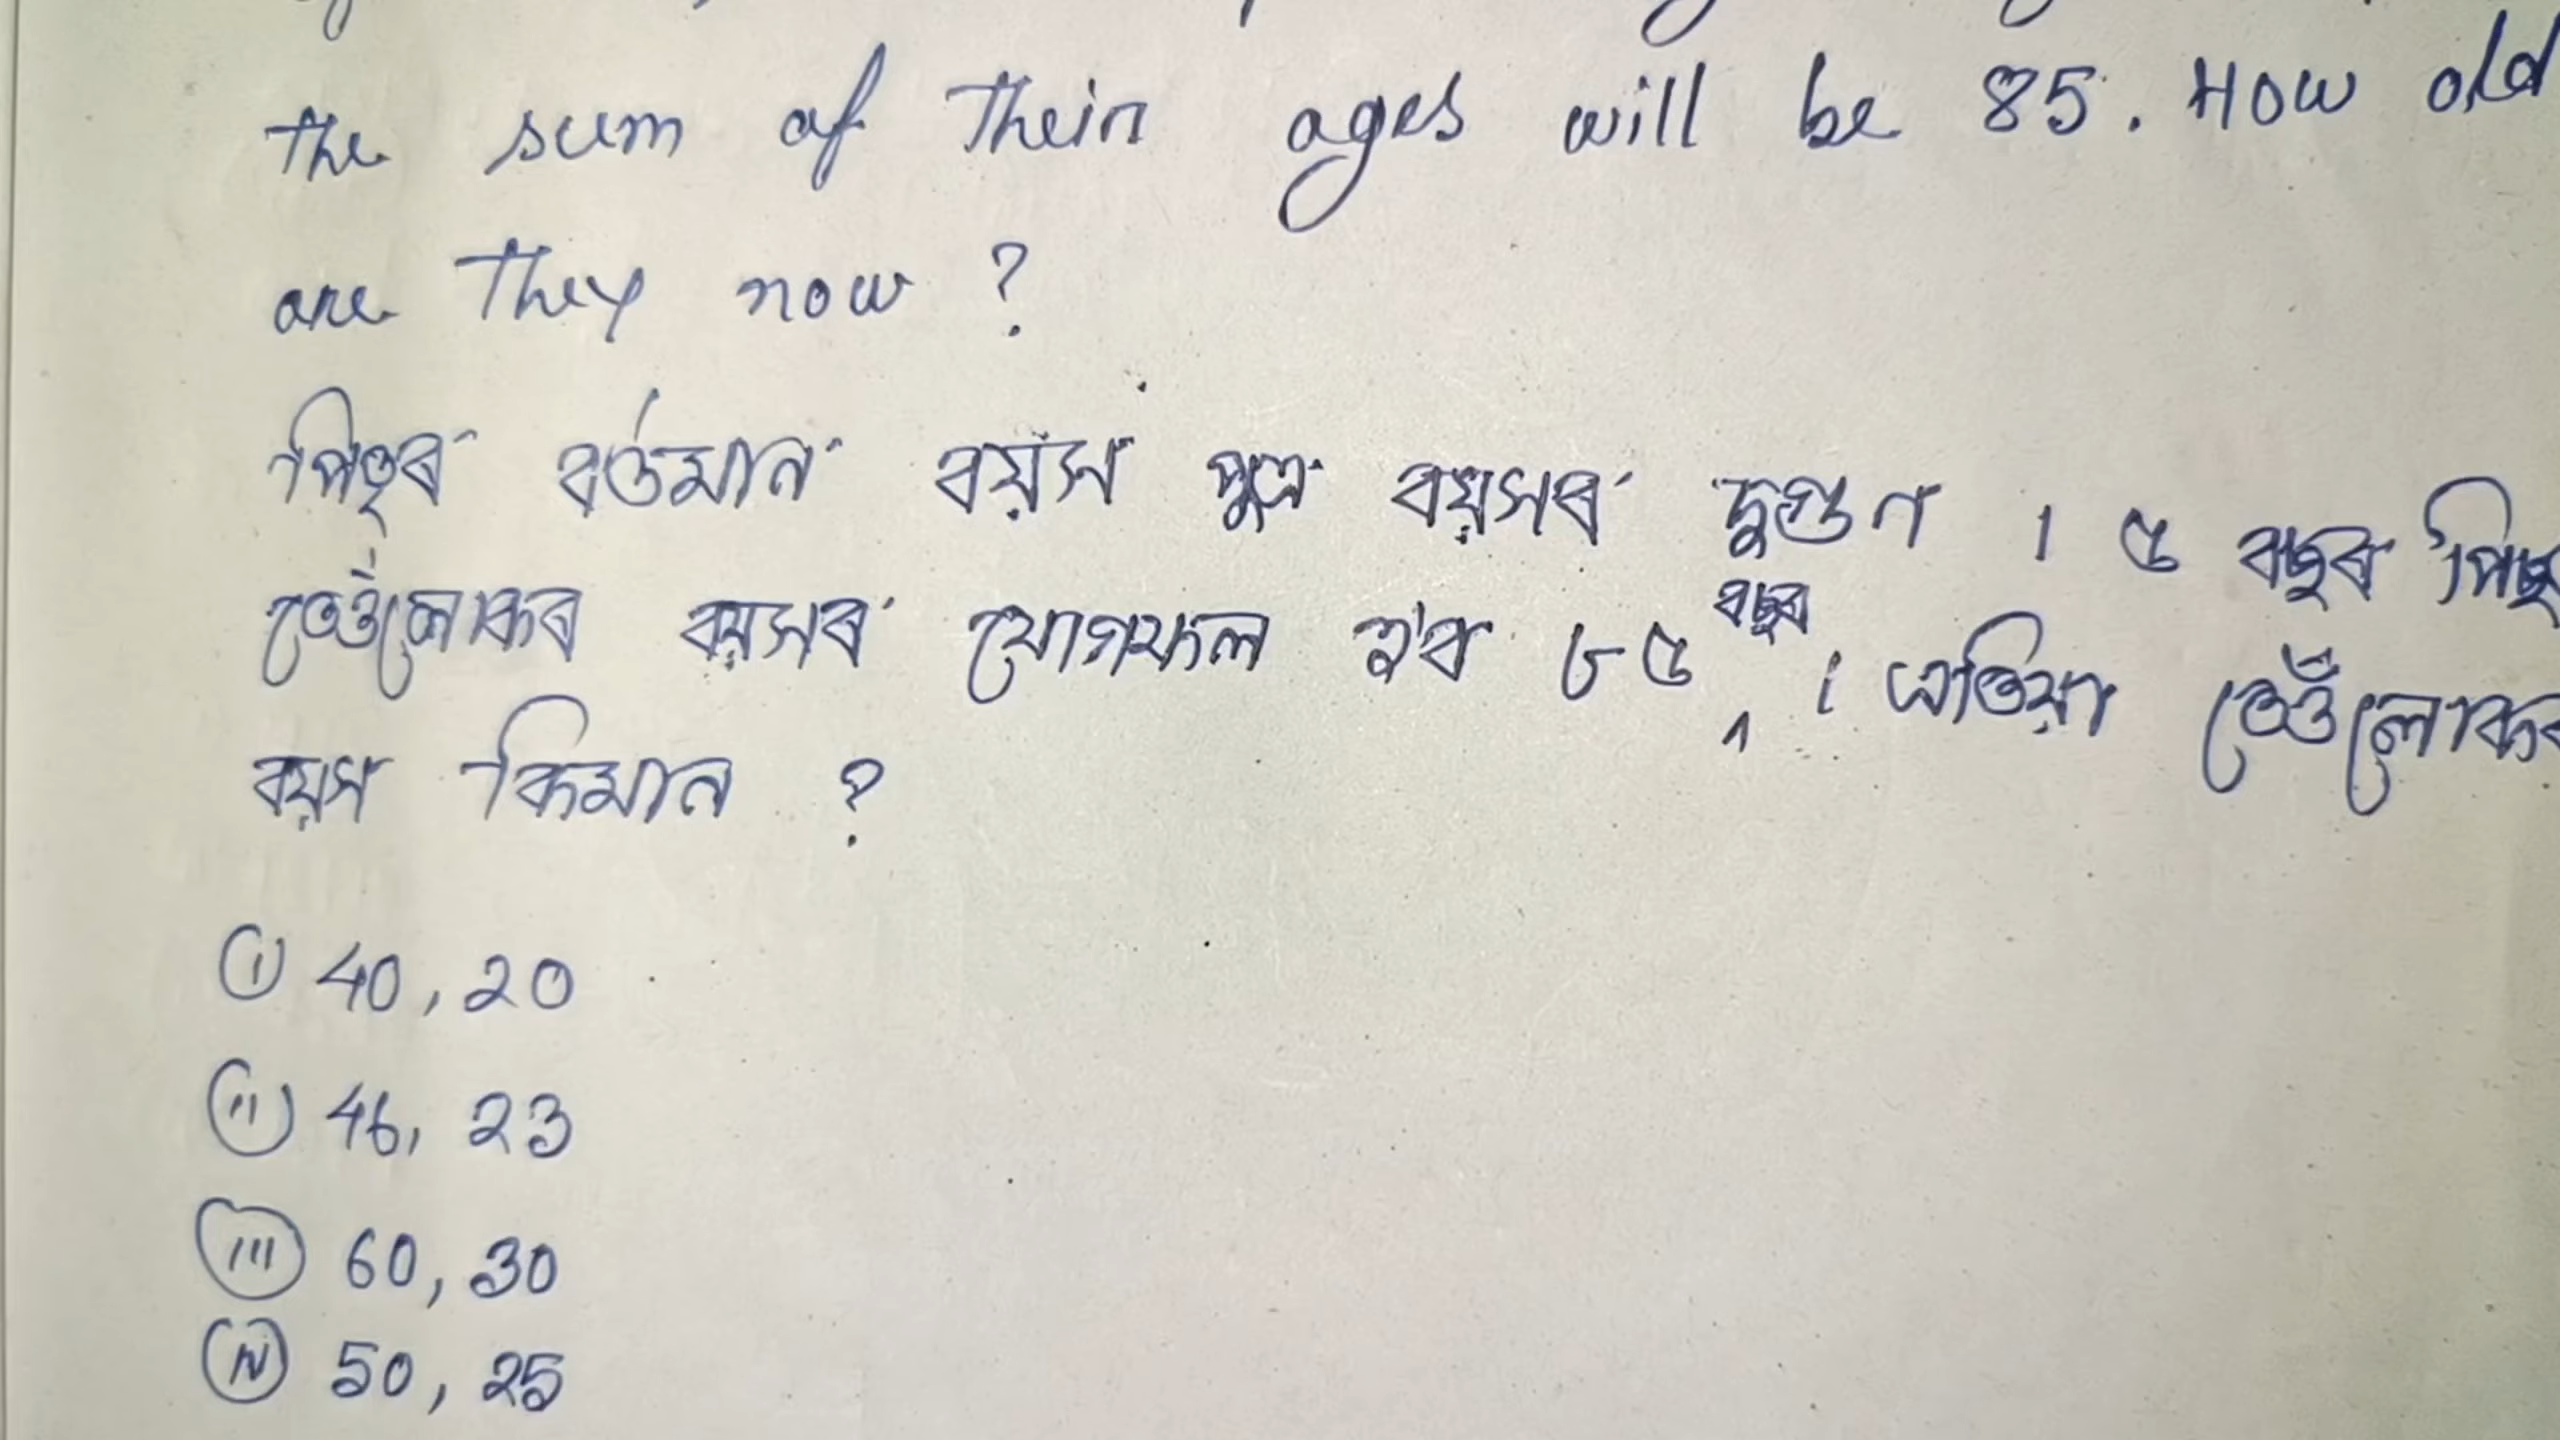 the sum of their ages will be 85. How old
are they now ?
পিতৃৰ বৰ্তমান বয়স পুত্ৰ বয়সৰ দুগুণ । ৫ বছৰ পিছ
তেওঁলোকৰ বয়সৰ যোগফল হ'ব ৮৫ বছৰ । এতিয়া তেওঁলোকৰ
বয়স কিমান ?
(i) 40, 20
(ii) 46, 23
(iii) 60, 30
(iv) 50, 25